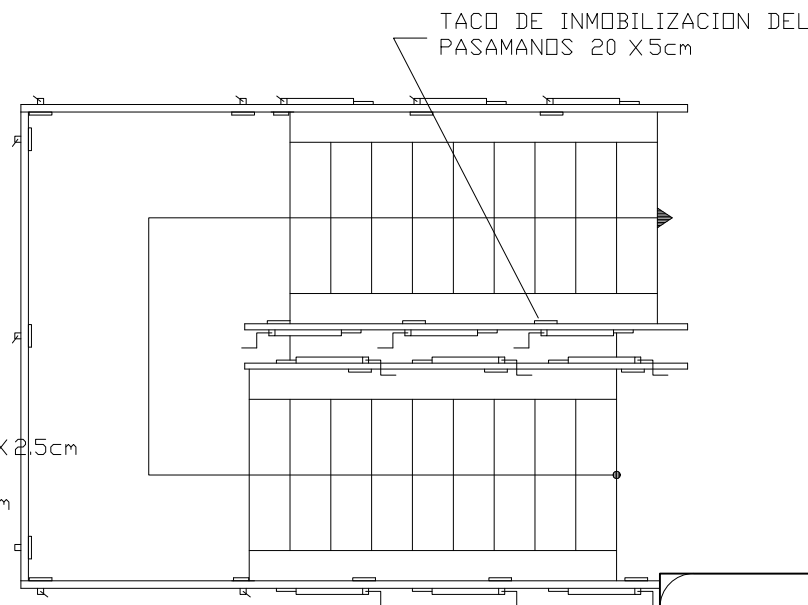 TACO DE INMOBILIZACION DEL
PASAMANOS 20 X 5cm
X 2.5cm
m